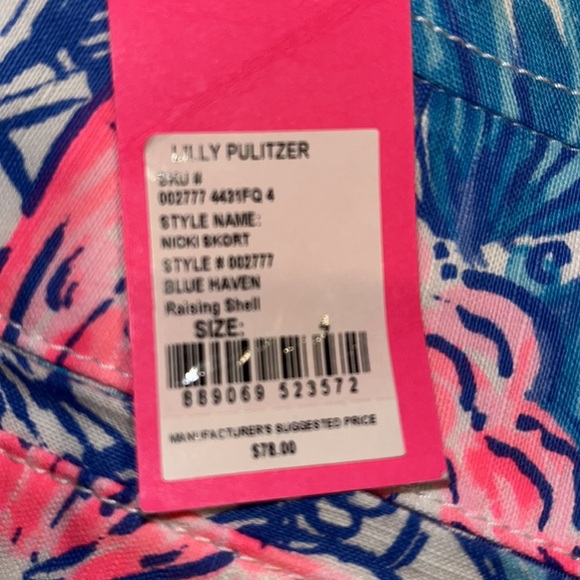 LILLY PULITZER
SKU #
002777 4431FQ 4
STYLE NAME:
NICKI SKORT
STYLE # 002777
BLUE HAVEN
Raising Shell
SIZE: 4
889069 523572
MANUFACTURER'S SUGGESTED PRICE
$78.00